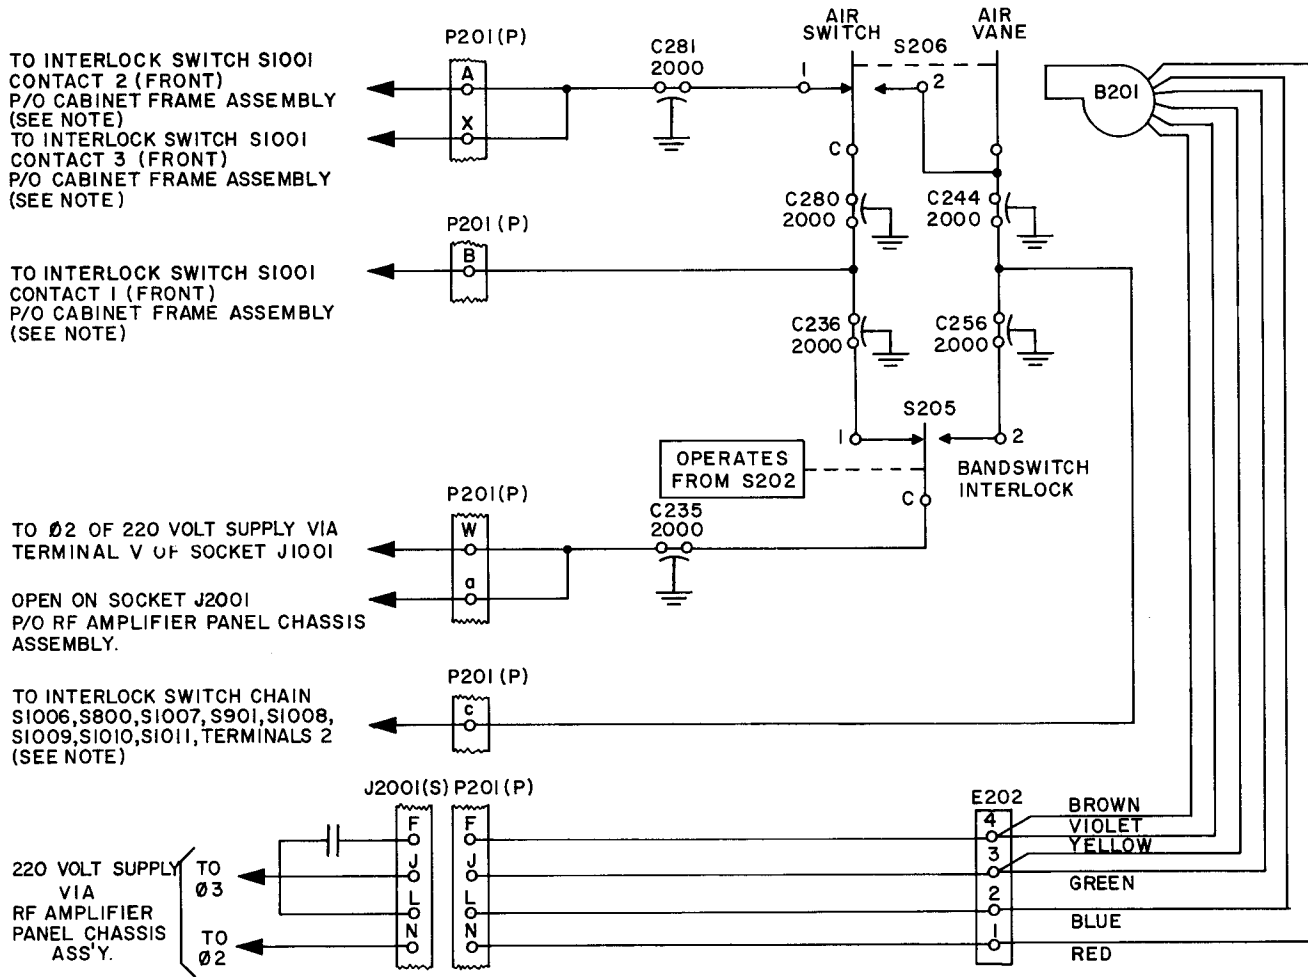 TO INTERLOCK SWITCH S1001
CONTACT 2 (FRONT)
P/O CABINET FRAME ASSEMBLY
(SEE NOTE)
TO INTERLOCK SWITCH S1001
CONTACT 3 (FRONT)
P/O CABINET FRAME ASSEMBLY
(SEE NOTE)
P201(P)
A
X
C281
2000
AIR
SWITCH
S206
AIR
VANE
1
2
C
B201
C280
2000
C244
2000
TO INTERLOCK SWITCH S1001
CONTACT 1 (FRONT)
P/O CABINET FRAME ASSEMBLY
(SEE NOTE)
P201(P)
B
C236
2000
C256
2000
S205
1
2
C
OPERATES
FROM S202
BANDSWITCH
INTERLOCK
TO Ø2 OF 220 VOLT SUPPLY VIA
TERMINAL V OF SOCKET J1001
OPEN ON SOCKET J2001
P/O RF AMPLIFIER PANEL CHASSIS
ASSEMBLY.
P201(P)
W
a
C235
2000
TO INTERLOCK SWITCH CHAIN
S1006,S800,S1007,S901,S1008,
S1009,S1010,S1011,TERMINALS 2
(SEE NOTE)
P201(P)
c
220 VOLT SUPPLY
VIA
RF AMPLIFIER
PANEL CHASSIS
ASS'Y.
TO
Ø3
TO
Ø2
J2001(S)
F
J
L
N
P201(P)
F
J
L
N
E202
4
3
2
1
BROWN
VIOLET
YELLOW
GREEN
BLUE
RED